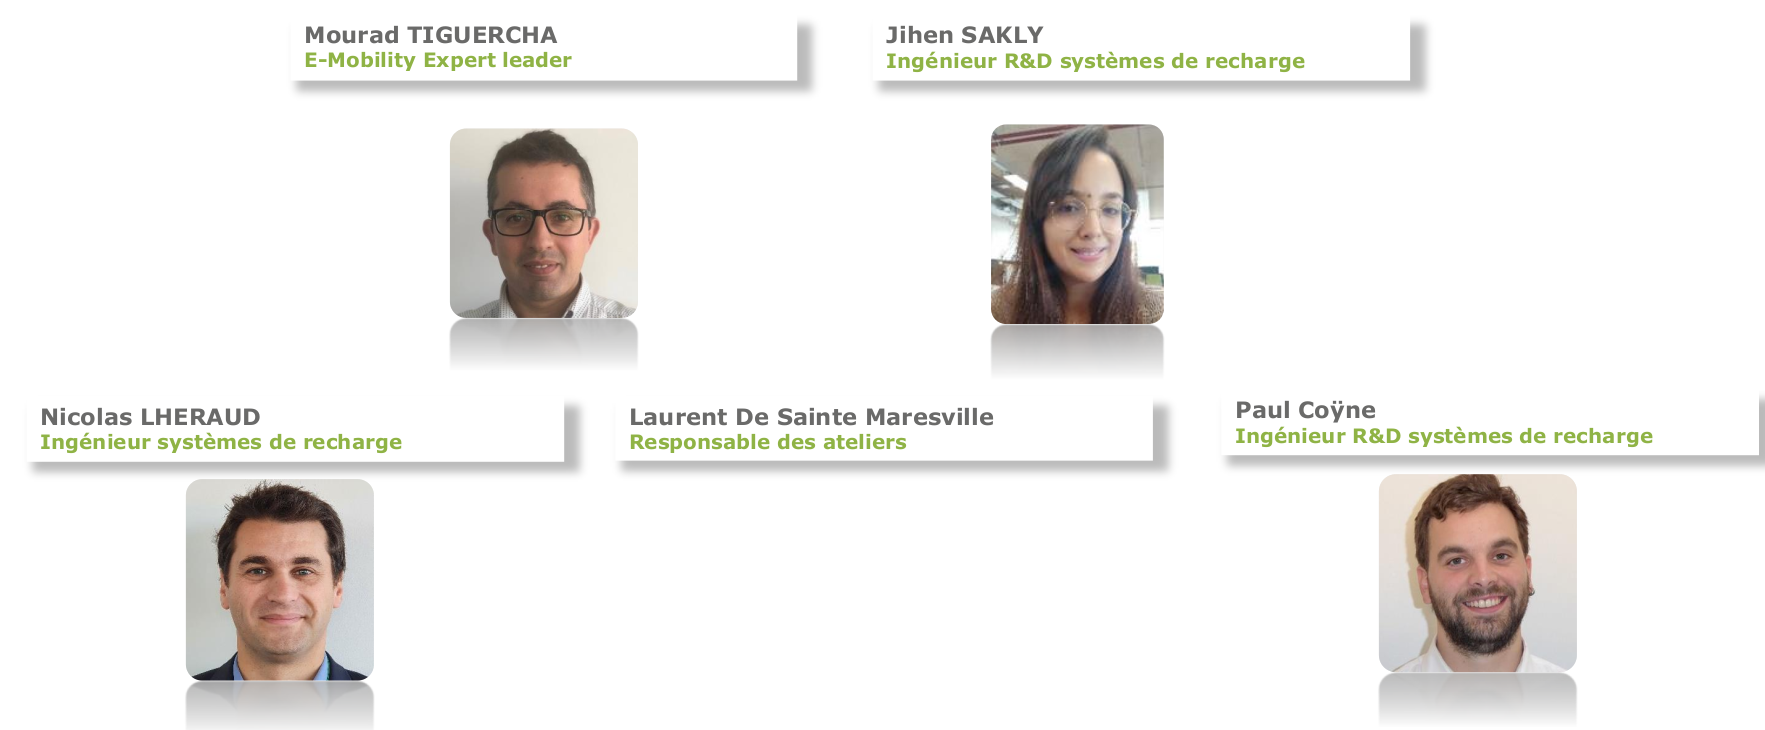 Mourad TIGUERCHA
E-Mobility Expert leader
Jihen SAKLY
Ingénieur R&D systèmes de recharge
Nicolas LHERAUD
Ingénieur systèmes de recharge
Laurent De Sainte Maresville
Responsable des ateliers
Paul Coÿne
Ingénieur R&D systèmes de recharge